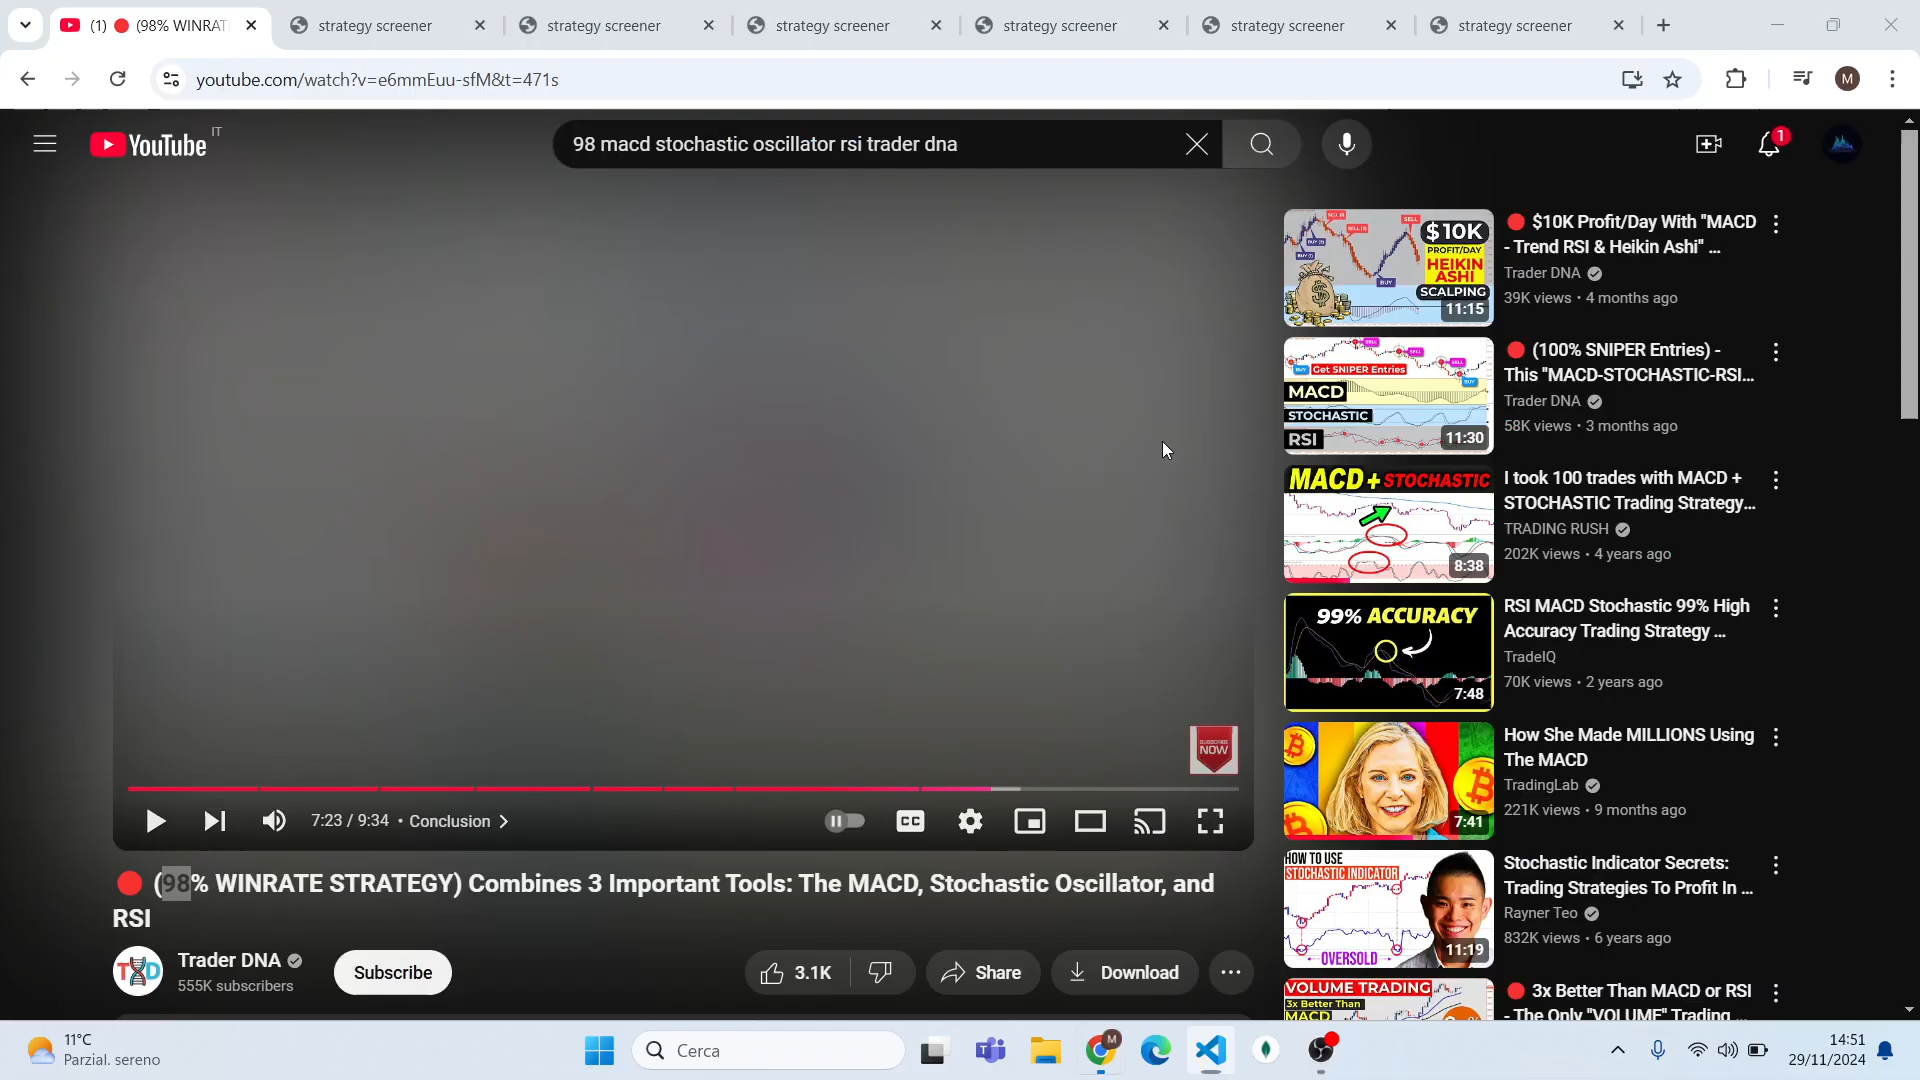 (1) 🔴 (98% WINRAT
strategy screener
strategy screener
strategy screener
strategy screener
strategy screener
strategy screener
youtube.com/watch?v=e6mmEuu-sfM&t=471s
M
YouTube IT
98 macd stochastic oscillator rsi trader dna
1
SUBSCRIBE
NOW
7:23 / 9:34 • Conclusion
CC
🔴 (98% WINRATE STRATEGY) Combines 3 Important Tools: The MACD, Stochastic Oscillator, and
RSI
Trader DNA
555K subscribers
Subscribe
3.1K
Share
Download
$10K
PROFIT/DAY
HEIKIN
ASHI
SCALPING
11:15
🔴 $10K Profit/Day With "MACD
- Trend RSI & Heikin Ashi" ...
Trader DNA
39K views • 4 months ago
Get SNIPER Entries
MACD
STOCHASTIC
RSI
11:30
🔴 (100% SNIPER Entries) -
This "MACD-STOCHASTIC-RSI...
Trader DNA
58K views • 3 months ago
MACD + STOCHASTIC
8:38
I took 100 trades with MACD +
STOCHASTIC Trading Strategy...
TRADING RUSH
202K views • 4 years ago
99% ACCURACY
7:48
RSI MACD Stochastic 99% High
Accuracy Trading Strategy ...
TradeIQ
70K views • 2 years ago
7:41
How She Made MILLIONS Using
The MACD
TradingLab
221K views • 9 months ago
HOW TO USE
STOCHASTIC INDICATOR
OVERSOLD
11:19
Stochastic Indicator Secrets:
Trading Strategies To Profit In ...
Rayner Teo
832K views • 6 years ago
VOLUME TRADING
3x Better Than
MACD
🔴 3x Better Than MACD or RSI
- The Only "VOLUME" Trading ...
11°C
Parzial. sereno
Cerca
M
14:51
29/11/2024